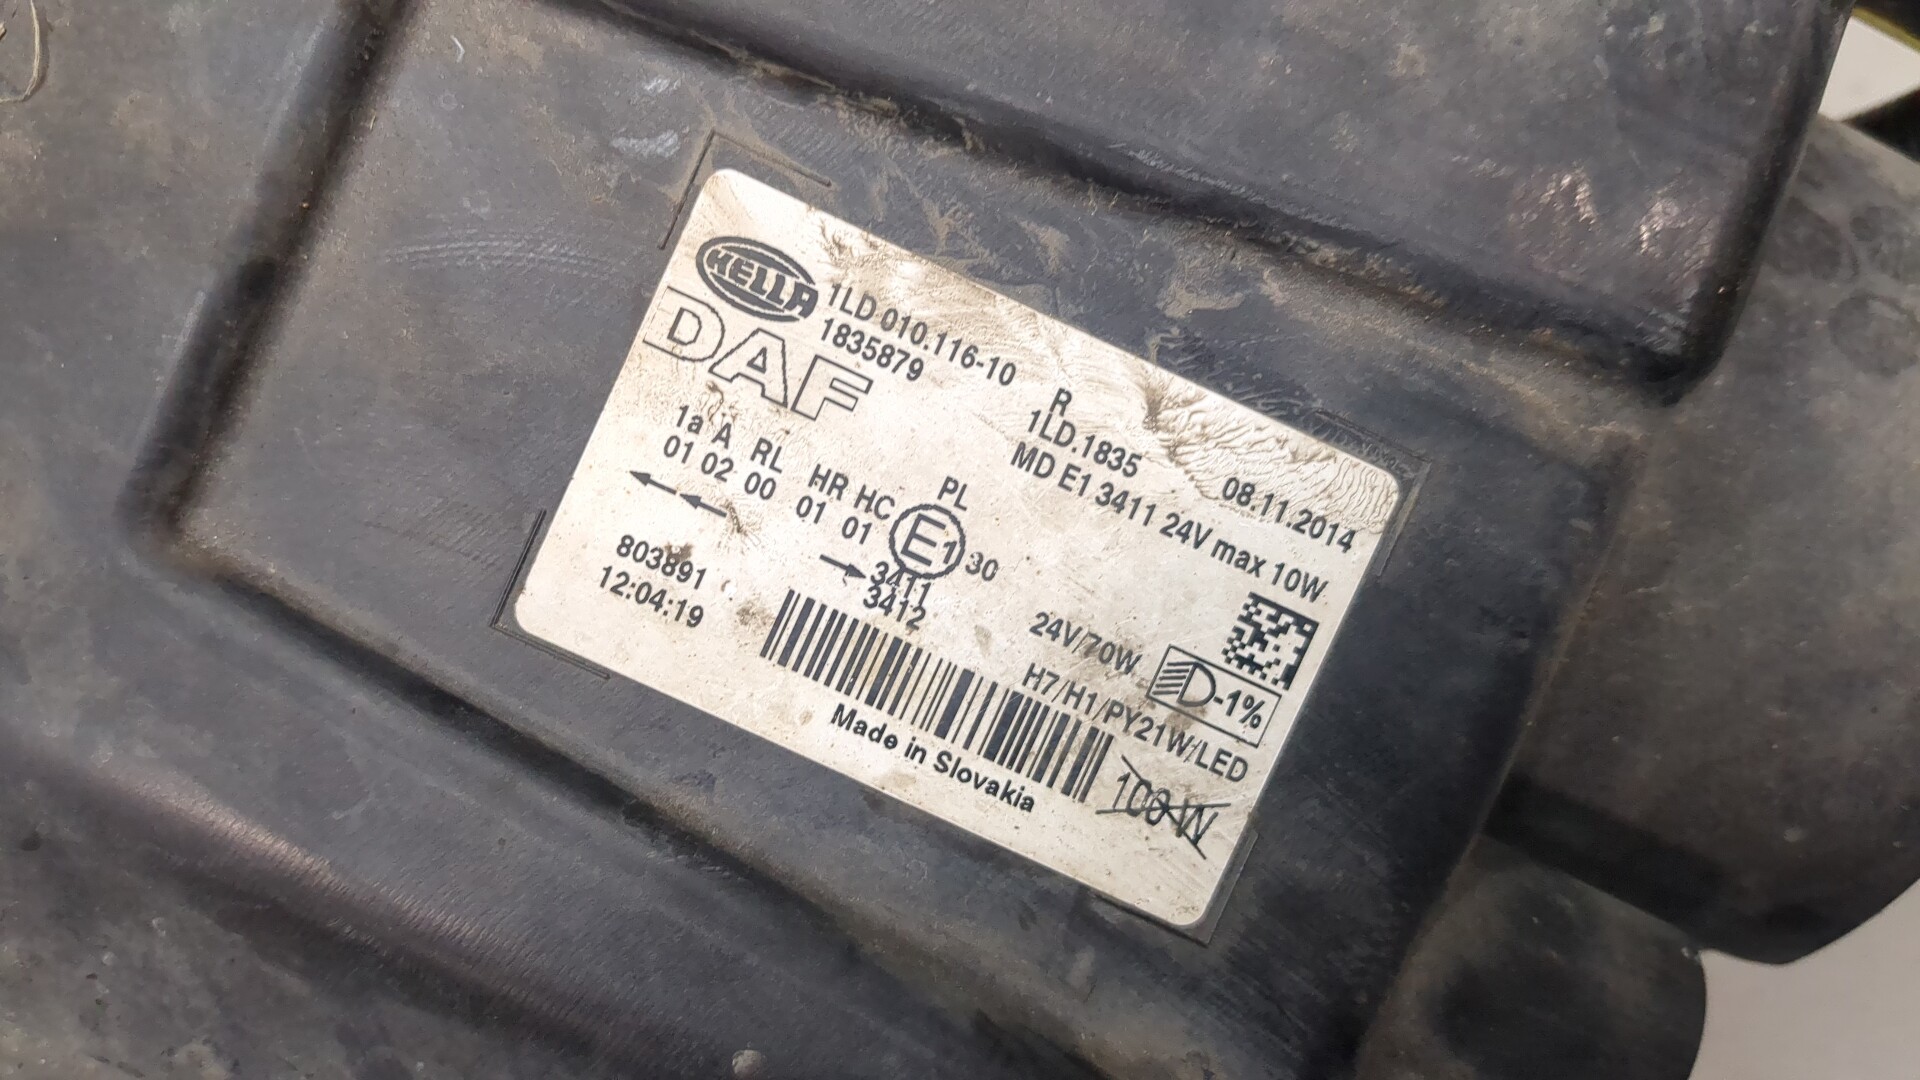 HELLA
1LD 010.116-10
1835879
DAF
R
1LD.1835
08.11.2014
MD E1 3411 24V max 10W
1a A RL HR HC PL
01 02 00 01 01
E1 30
3411
3412
803891
12:04:19
24V/70W
D-1%
H7/H1/PY21W/LED
100W
Made in Slovakia